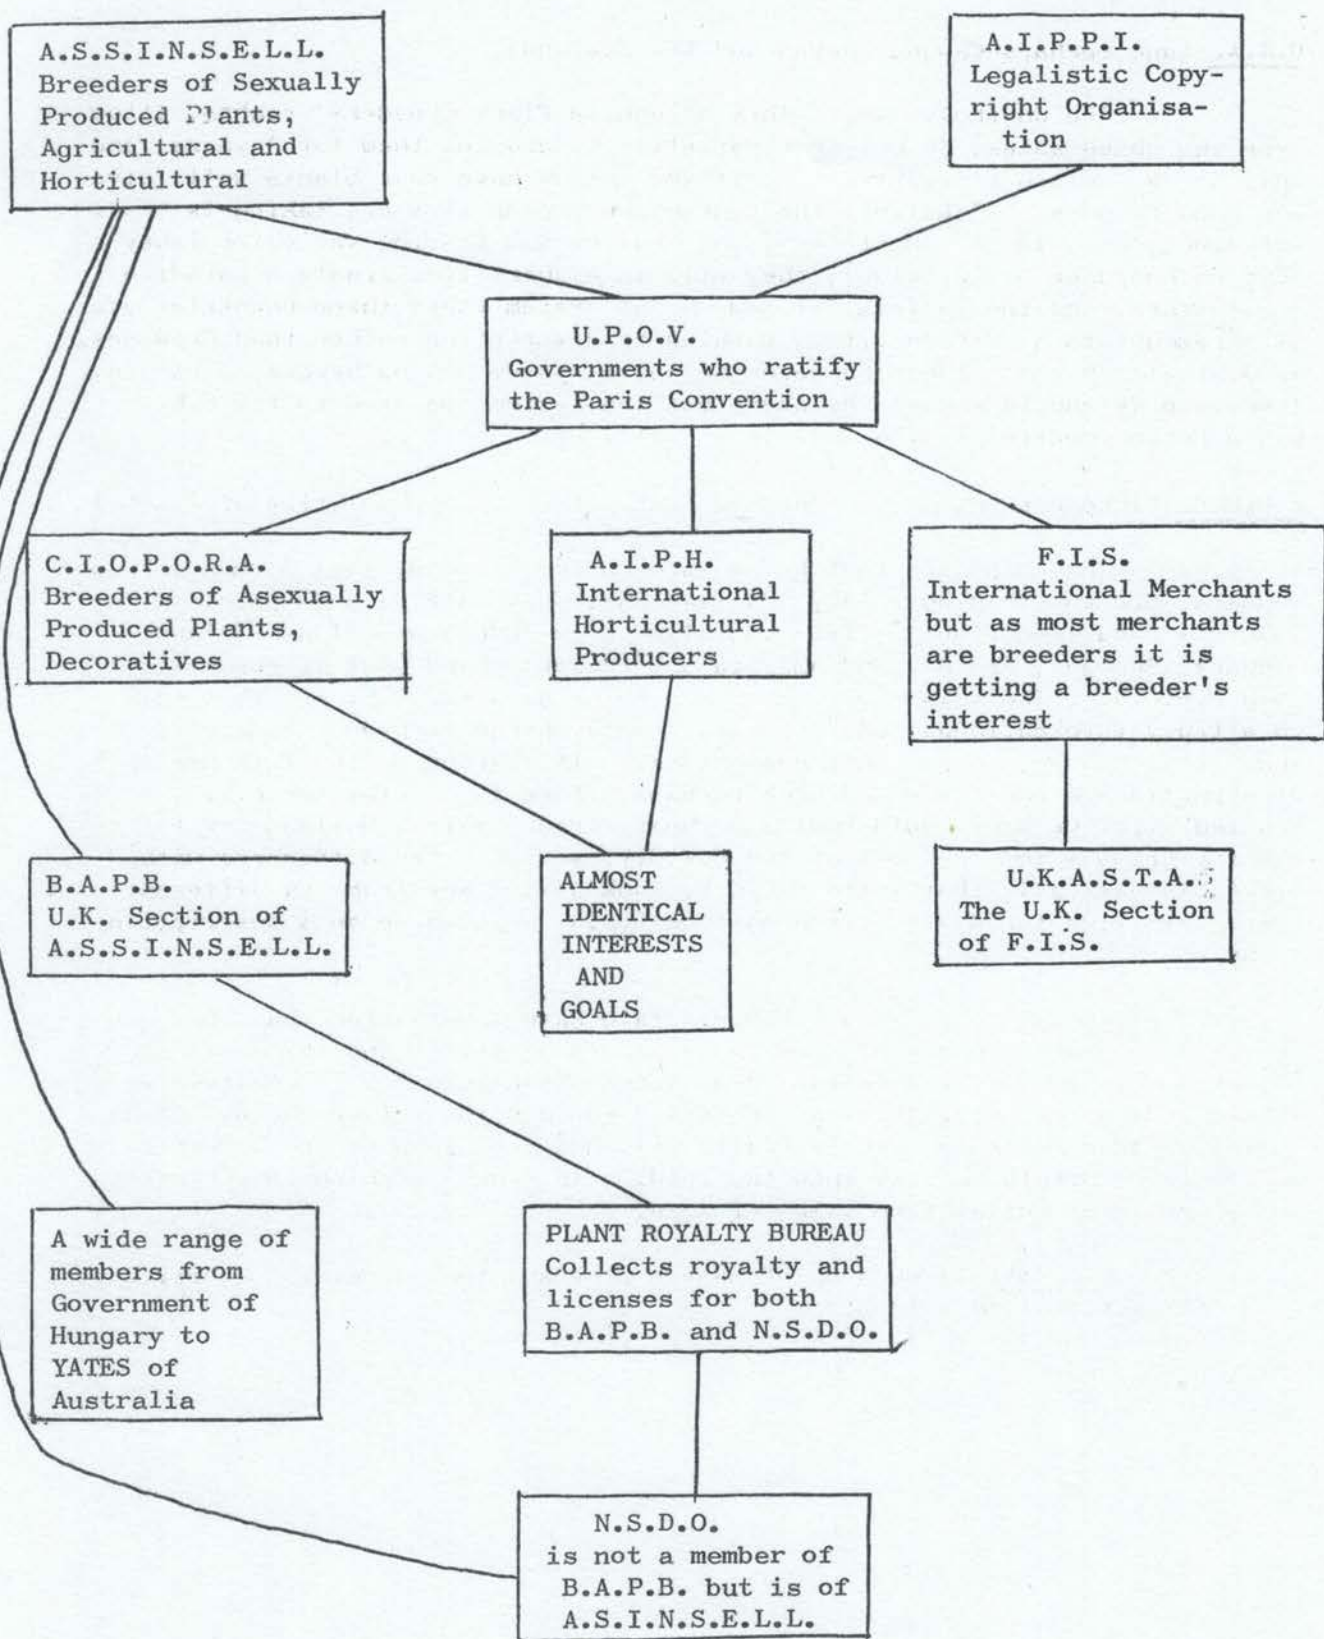 A.S.S.I.N.S.E.L.L.
Breeders of Sexually
Produced Plants,
Agricultural and
Horticultural
A.I.P.P.I.
Legalistic Copy-
right Organisa-
tion
U.P.O.V.
Governments who ratify
the Paris Convention
C.I.O.P.O.R.A.
Breeders of Asexually
Produced Plants,
Decoratives
A.I.P.H.
International
Horticultural
Producers
F.I.S.
International Merchants
but as most merchants
are breeders it is
getting a breeder's
interest
B.A.P.B.
U.K. Section of
A.S.S.I.N.S.E.L.L.
ALMOST
IDENTICAL
INTERESTS
AND
GOALS
U.K.A.S.T.A.
The U.K. Section
of F.I.S.
A wide range of
members from
Government of
Hungary to
YATES of
Australia
PLANT ROYALTY BUREAU
Collects royalty and
licenses for both
B.A.P.B. and N.S.D.O.
N.S.D.O.
is not a member of
B.A.P.B. but is of
A.S.I.N.S.E.L.L.